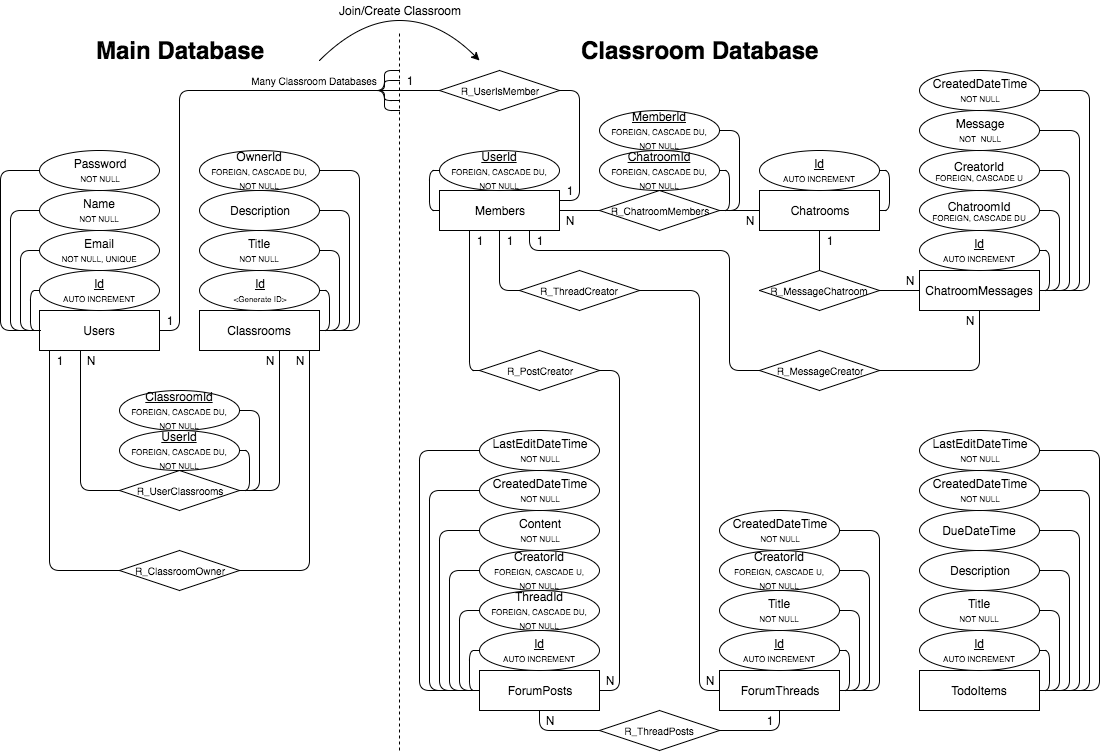 Join/Create Classroom
Main Database
Classroom Database
Many Classroom Databases
1
R_UserIsMember
Password
NOT NULL
Name
NOT NULL
Email
NOT NULL, UNIQUE
Id
AUTO INCREMENT
Users
1
1
N
OwnerId
FOREIGN, CASCADE DU,
NOT NULL
Description
Title
NOT NULL
Id
<Generate ID>
Classrooms
N
N
ClassroomId
FOREIGN, CASCADE DU,
NOT NULL
UserId
FOREIGN, CASCADE DU,
NOT NULL
R_UserClassrooms
R_ClassroomOwner
UserId
FOREIGN, CASCADE DU,
NOT NULL
1
Members
N
1
1
1
MemberId
FOREIGN, CASCADE DU,
NOT NULL
ChatroomId
FOREIGN, CASCADE DU,
NOT NULL
R_ChatroomMembers
N
Id
AUTO INCREMENT
Chatrooms
1
CreatedDateTime
NOT NULL
Message
NOT NULL
CreatorId
FOREIGN, CASCADE U
ChatroomId
FOREIGN, CASCADE DU
Id
AUTO INCREMENT
ChatroomMessages
R_ThreadCreator
R_MessageChatroom
N
N
R_PostCreator
R_MessageCreator
LastEditDateTime
NOT NULL
CreatedDateTime
NOT NULL
Content
NOT NULL
CreatorId
FOREIGN, CASCADE U,
NOT NULL
ThreadId
FOREIGN, CASCADE DU,
NOT NULL
Id
AUTO INCREMENT
ForumPosts
N
N
CreatedDateTime
NOT NULL
CreatorId
FOREIGN, CASCADE U,
NOT NULL
Title
NOT NULL
Id
AUTO INCREMENT
N
ForumThreads
1
R_ThreadPosts
LastEditDateTime
NOT NULL
CreatedDateTime
NOT NULL
DueDateTime
Description
Title
NOT NULL
Id
AUTO INCREMENT
TodoItems